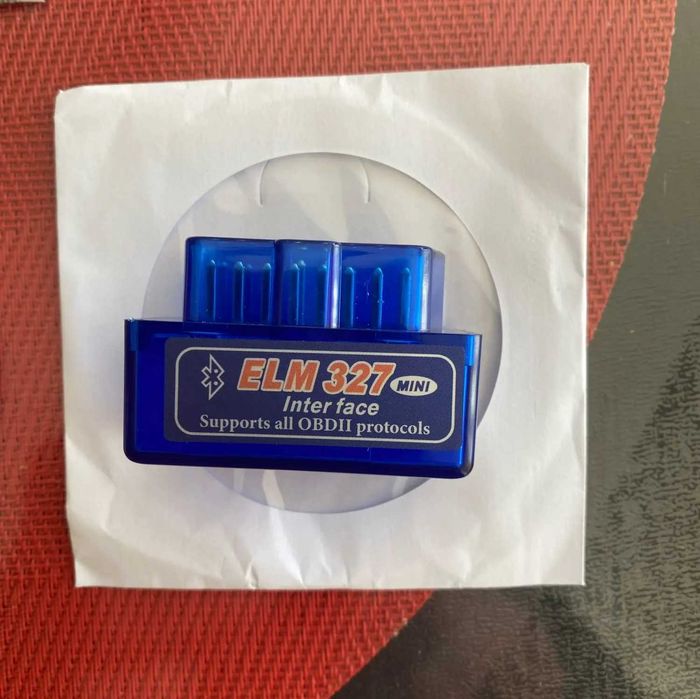 ELM 327 MINI
Inter face
Supports all OBDII protocols